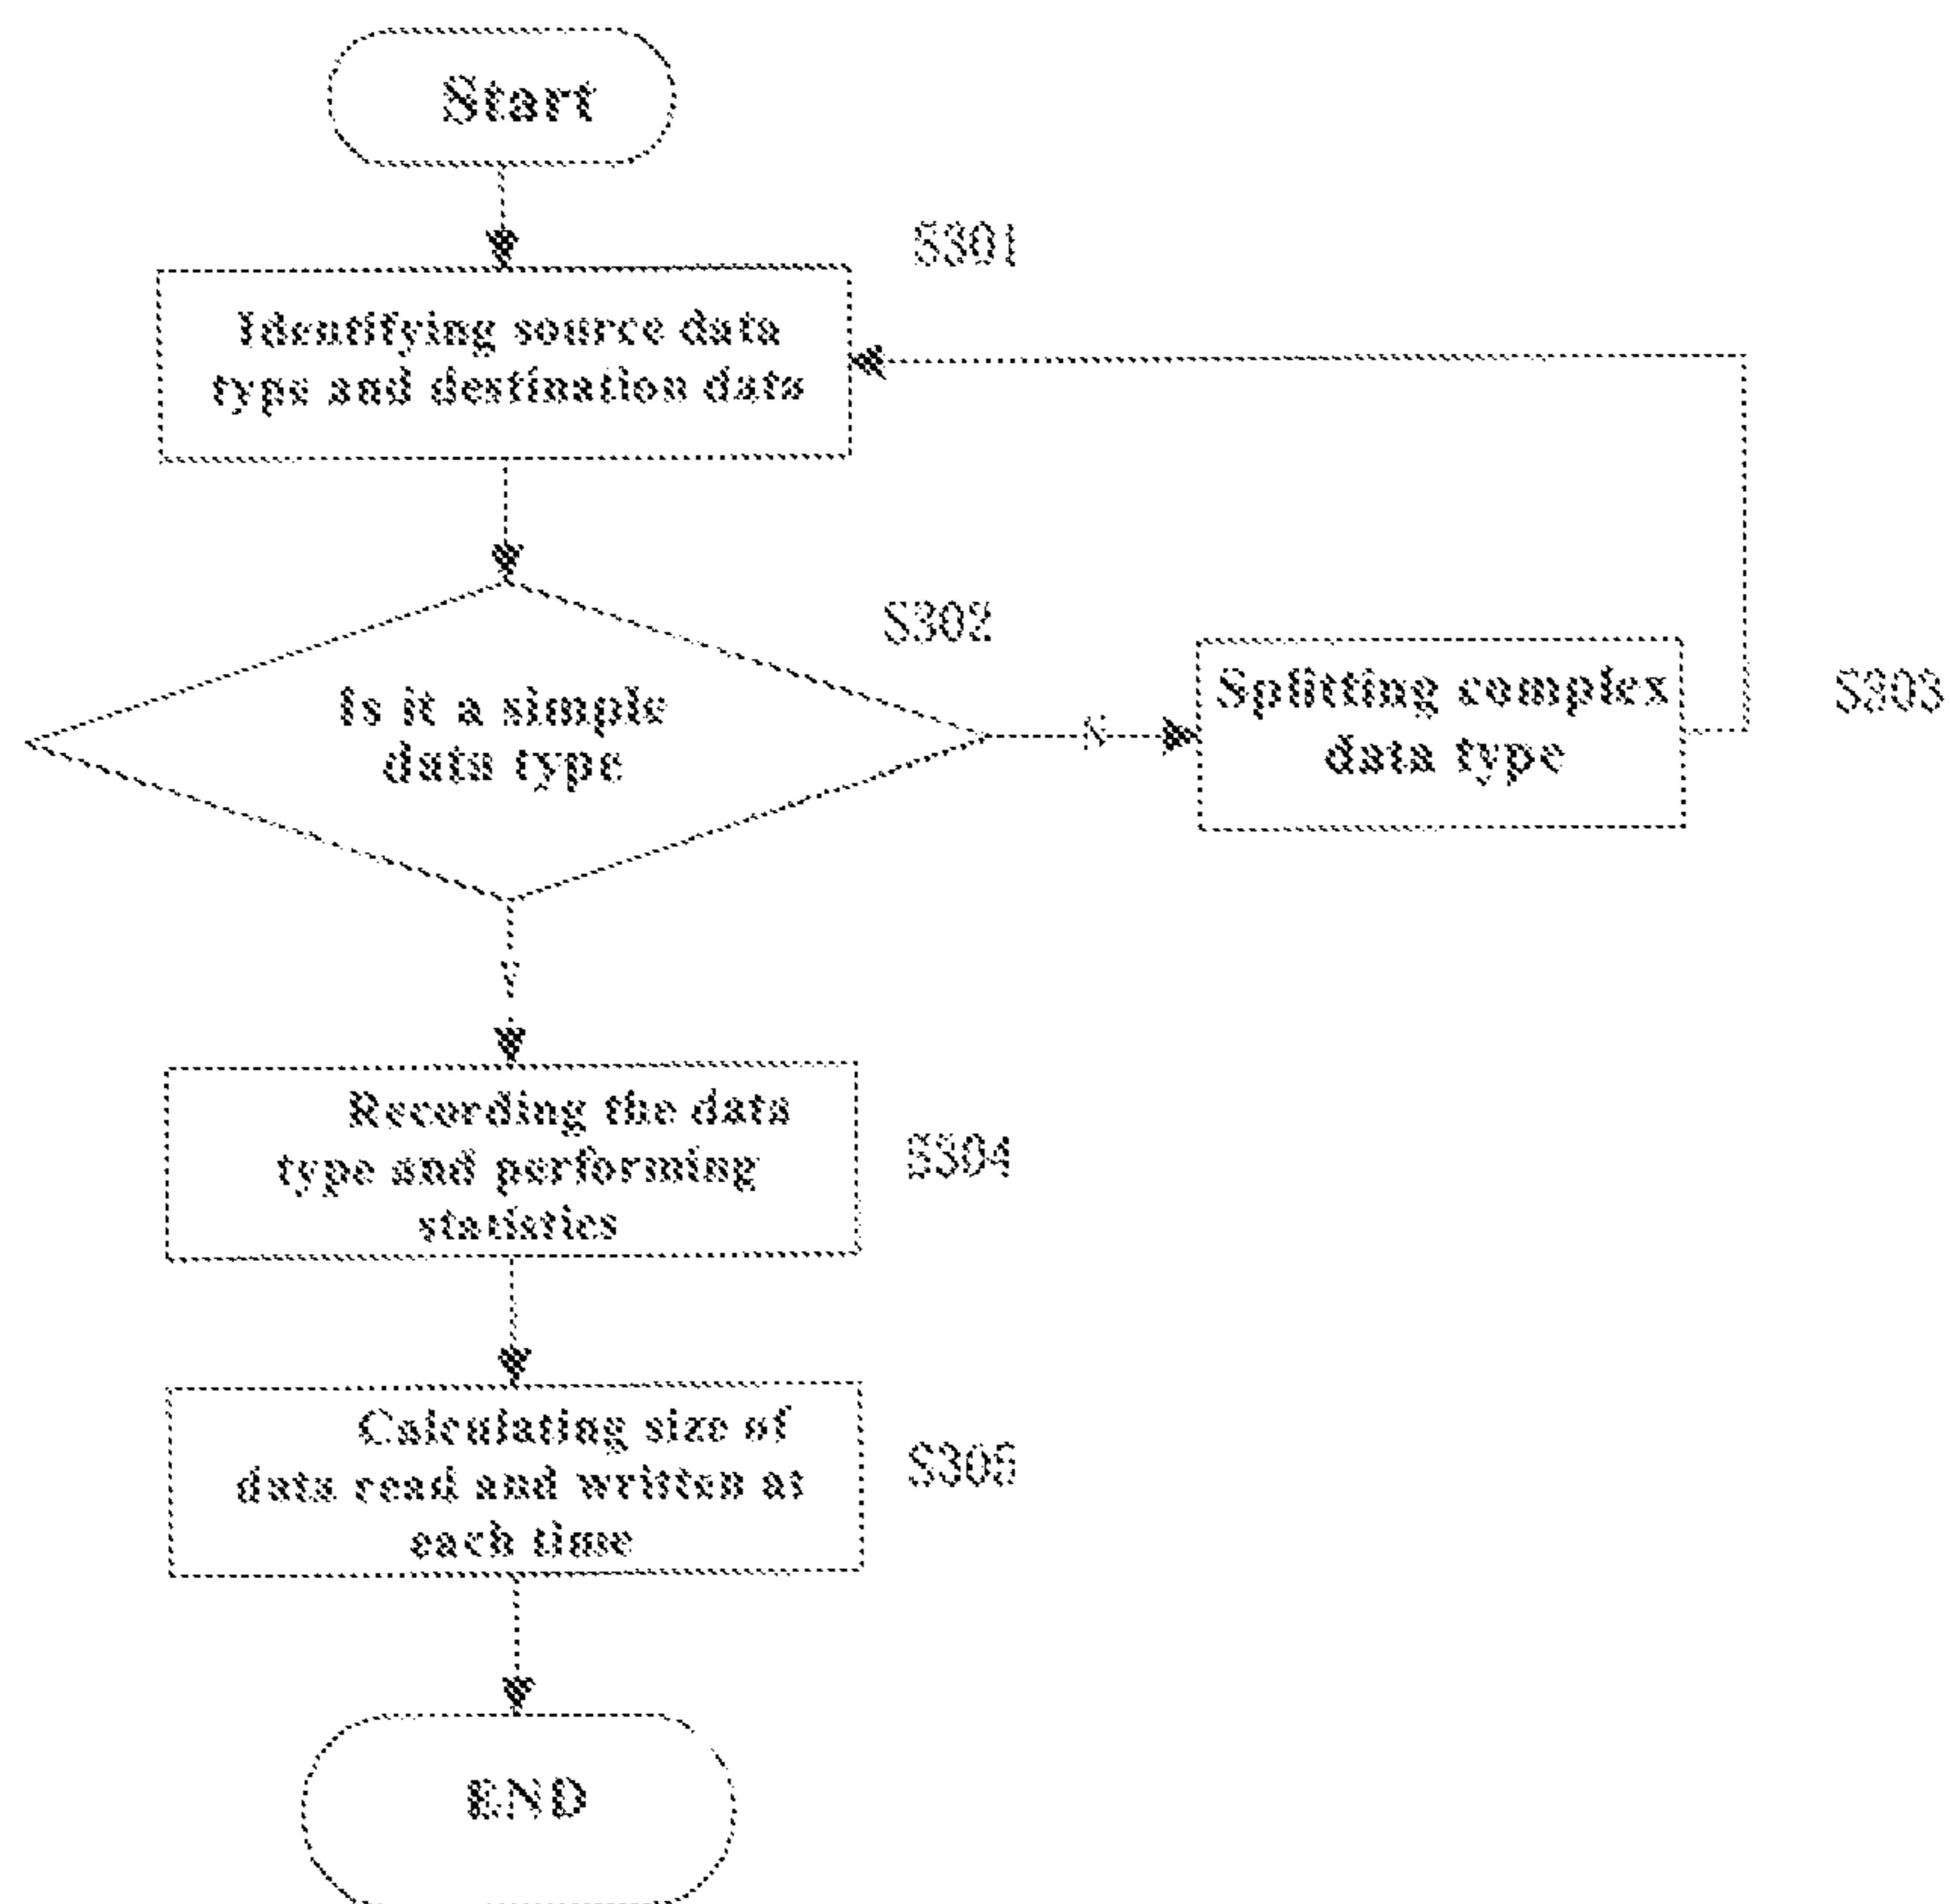 Start
S301
Identifying source data
type and destination data
S302
Is it a simple
data type
N
Splitting complex
data type
S303
Y
Recording the data
type and performing
statistics
S304
Calculating size of
data read and written at
each time
S305
END